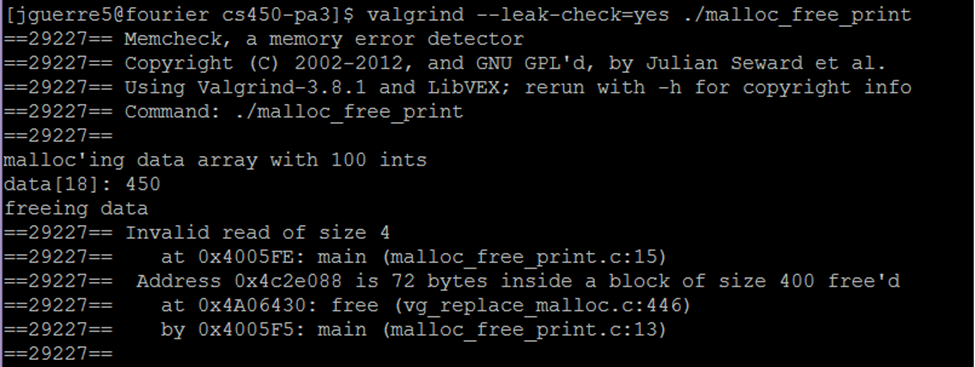 [jguerre5@fourier cs450-pa3]$ valgrind --leak-check=yes ./malloc_free_print
==29227== Memcheck, a memory error detector
==29227== Copyright (C) 2002-2012, and GNU GPL'd, by Julian Seward et al.
==29227== Using Valgrind-3.8.1 and LibVEX; rerun with -h for copyright info
==29227== Command: ./malloc_free_print
==29227==
malloc'ing data array with 100 ints
data[18]: 450
freeing data
==29227== Invalid read of size 4
==29227==    at 0x4005FE: main (malloc_free_print.c:15)
==29227==  Address 0x4c2e088 is 72 bytes inside a block of size 400 free'd
==29227==    at 0x4A06430: free (vg_replace_malloc.c:446)
==29227==    by 0x4005F5: main (malloc_free_print.c:13)
==29227==